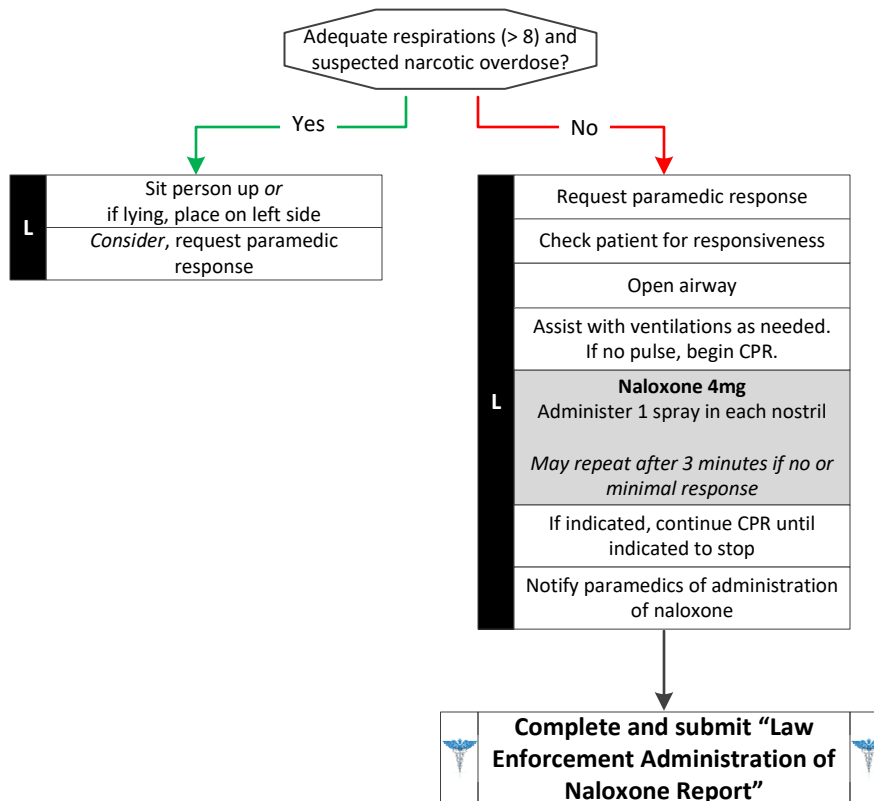 Adequate respirations (> 8) and
suspected narcotic overdose?
Yes
No
L
Sit person up or
if lying, place on left side
Consider, request paramedic
response
L
Request paramedic response
Check patient for responsiveness
Open airway
Assist with ventilations as needed.
If no pulse, begin CPR.
Naloxone 4mg
Administer 1 spray in each nostril
May repeat after 3 minutes if no or
minimal response
If indicated, continue CPR until
indicated to stop
Notify paramedics of administration
of naloxone
Complete and submit “Law
Enforcement Administration of
Naloxone Report”